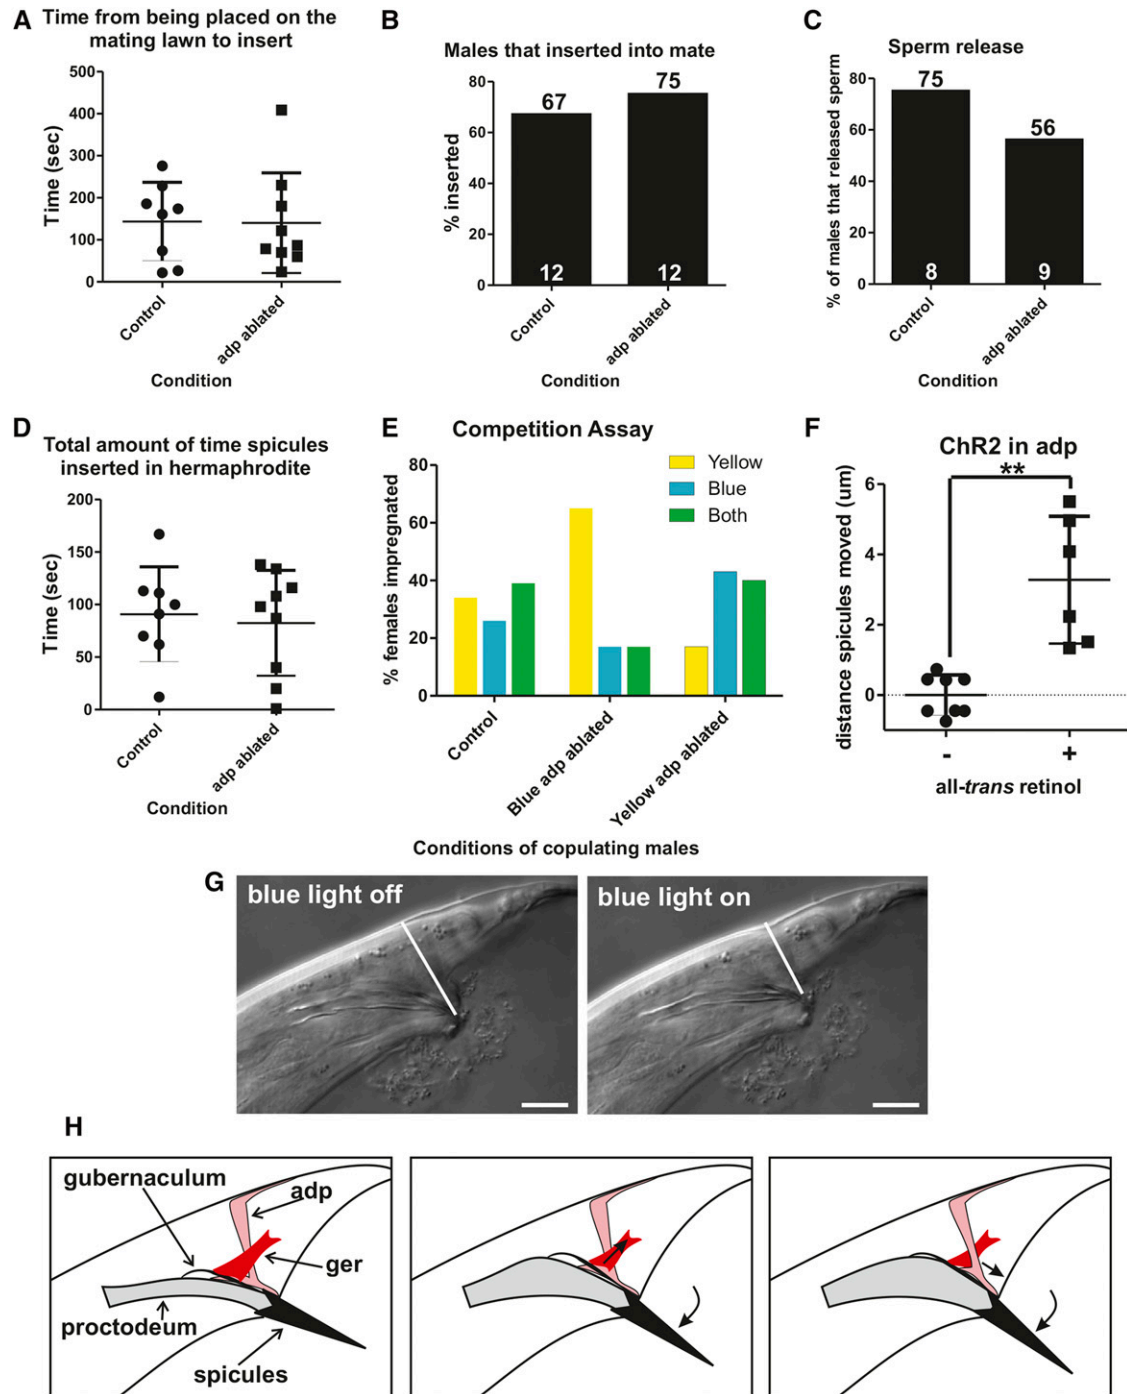 A
Time from being placed on the
mating lawn to insert
500
400
300
200
100
0
Time (sec)
Control
adp ablated
Condition
B
Males that inserted into mate
80
60
40
20
0
% inserted
67
75
12
12
Control
adp ablated
Condition
C
Sperm release
80
60
40
20
0
% of males that released sperm
75
56
8
9
Control
adp ablated
Condition
D
Total amount of time spicules
inserted in hermaphrodite
200
150
100
50
0
Time (sec)
Control
adp ablated
Condition
E
Competition Assay
80
60
40
20
0
% females impregnated
Yellow
Blue
Both
Control
Blue adp ablated
Yellow adp ablated
Conditions of copulating males
F
ChR2 in adp
**
6
4
2
0
distance spicules moved (um)
-
+
all-trans retinol
G
blue light off
blue light on
H
gubernaculum
adp
ger
proctodeum
spicules